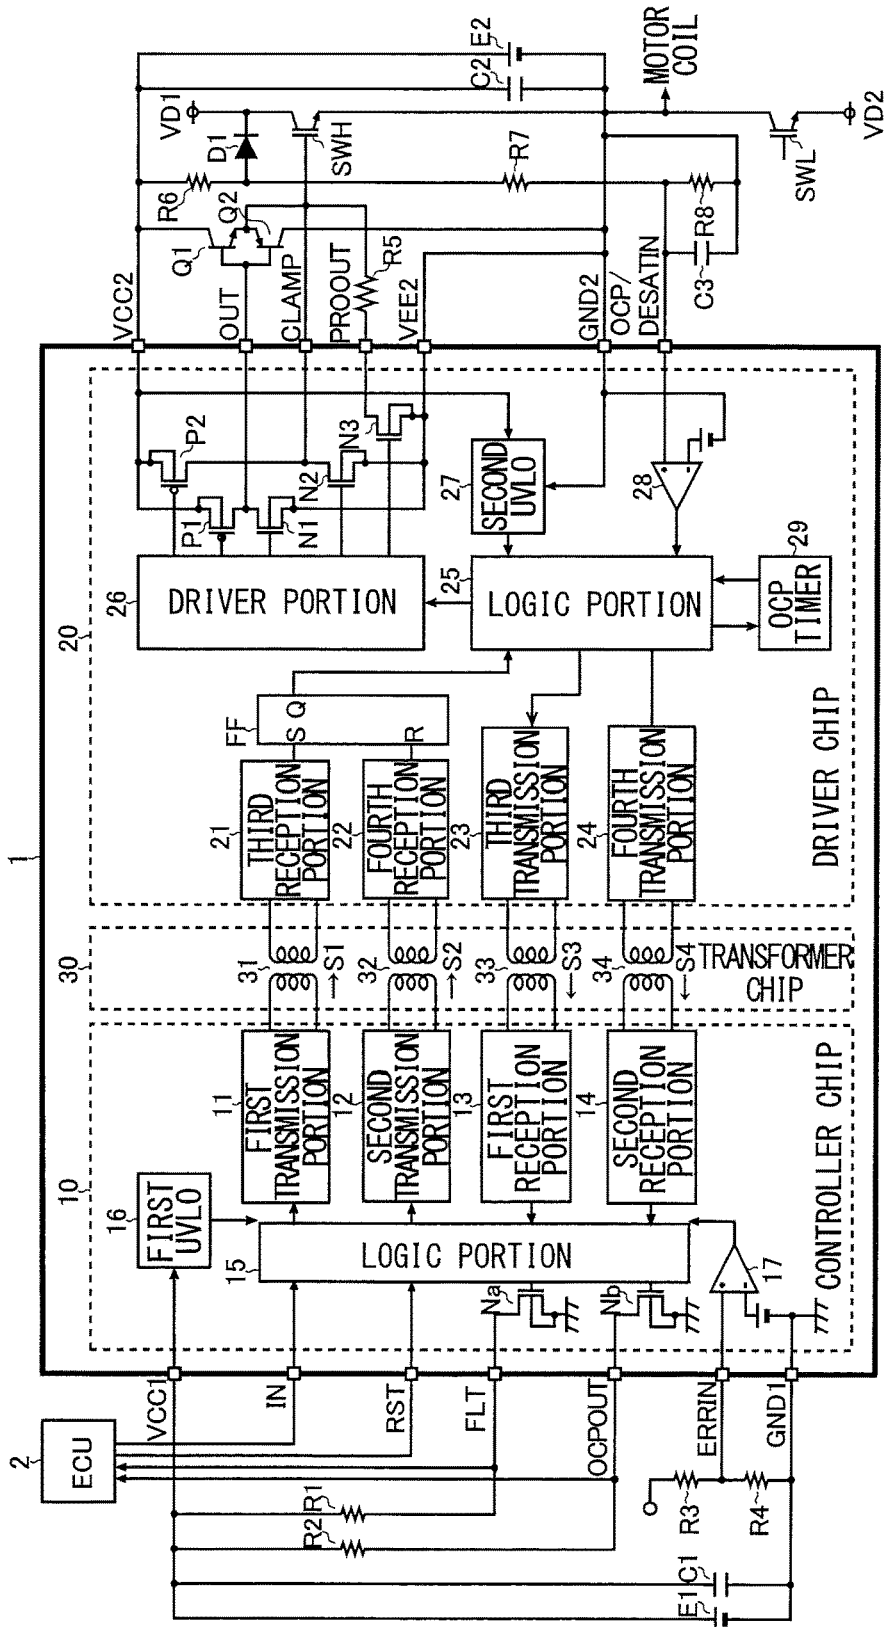 1
2
ECU
VCC1
IN
RST
FLT
OCPOUT
ERRIN
GND1
R1
R2
R3
R4
C1
E1
10
16
FIRST
UVLO
15
LOGIC PORTION
Na
Nb
17
CONTROLLER CHIP
11
FIRST
TRANSMISSION
PORTION
12
SECOND
TRANSMISSION
PORTION
13
FIRST
RECEPTION
PORTION
14
SECOND
RECEPTION
PORTION
30
31
→S1
32
→S2
33
←S3
34
←S4
TRANSFORMER
CHIP
20
21
THIRD
RECEPTION
PORTION
22
FOURTH
RECEPTION
PORTION
23
THIRD
TRANSMISSION
PORTION
24
FOURTH
TRANSMISSION
PORTION
FF
S Q
R
DRIVER CHIP
26
DRIVER PORTION
25
LOGIC PORTION
29
OCP
TIMER
27
SECOND
UVLO
28
P1
P2
N1
N2
N3
VCC2
OUT
CLAMP
PROOUT
VEE2
GND2
OCP/
DESATIN
Q1
Q2
R5
R6
D1
VD1
SWH
R7
R8
C3
C2
E2
MOTOR
COIL
SWL
VD2